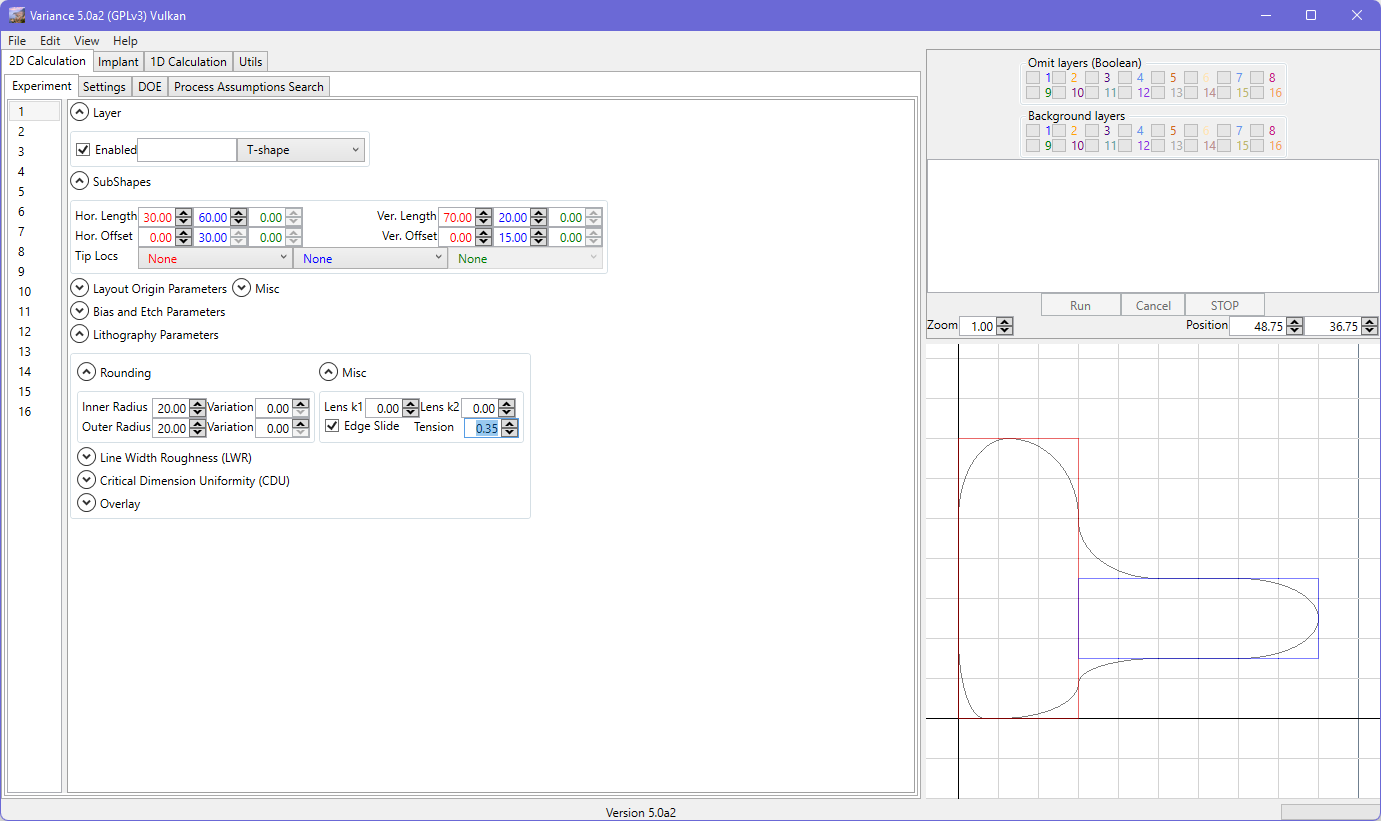 Variance 5.0a2 (GPLv3) Vulkan
File Edit View Help
2D Calculation Implant 1D Calculation Utils
Experiment Settings DOE Process Assumptions Search
1
2
3
4
5
6
7
8
9
10
11
12
13
14
15
16
Layer
Enabled T-shape
SubShapes
Hor. Length 30.00 60.00 0.00 Ver. Length 70.00 20.00 0.00
Hor. Offset 0.00 30.00 0.00 Ver. Offset 0.00 15.00 0.00
Tip Locs None None None
Layout Origin Parameters Misc
Bias and Etch Parameters
Lithography Parameters
Rounding Misc
Inner Radius 20.00 Variation 0.00 Lens k1 0.00 Lens k2 0.00
Outer Radius 20.00 Variation 0.00 Edge Slide Tension 0.35
Line Width Roughness (LWR)
Critical Dimension Uniformity (CDU)
Overlay
Omit layers (Boolean)
1 2 3 4 5 6 7 8
9 10 11 12 13 14 15 16
Background layers
1 2 3 4 5 6 7 8
9 10 11 12 13 14 15 16
Run Cancel STOP
Zoom 1.00 Position 48.75 36.75
Version 5.0a2